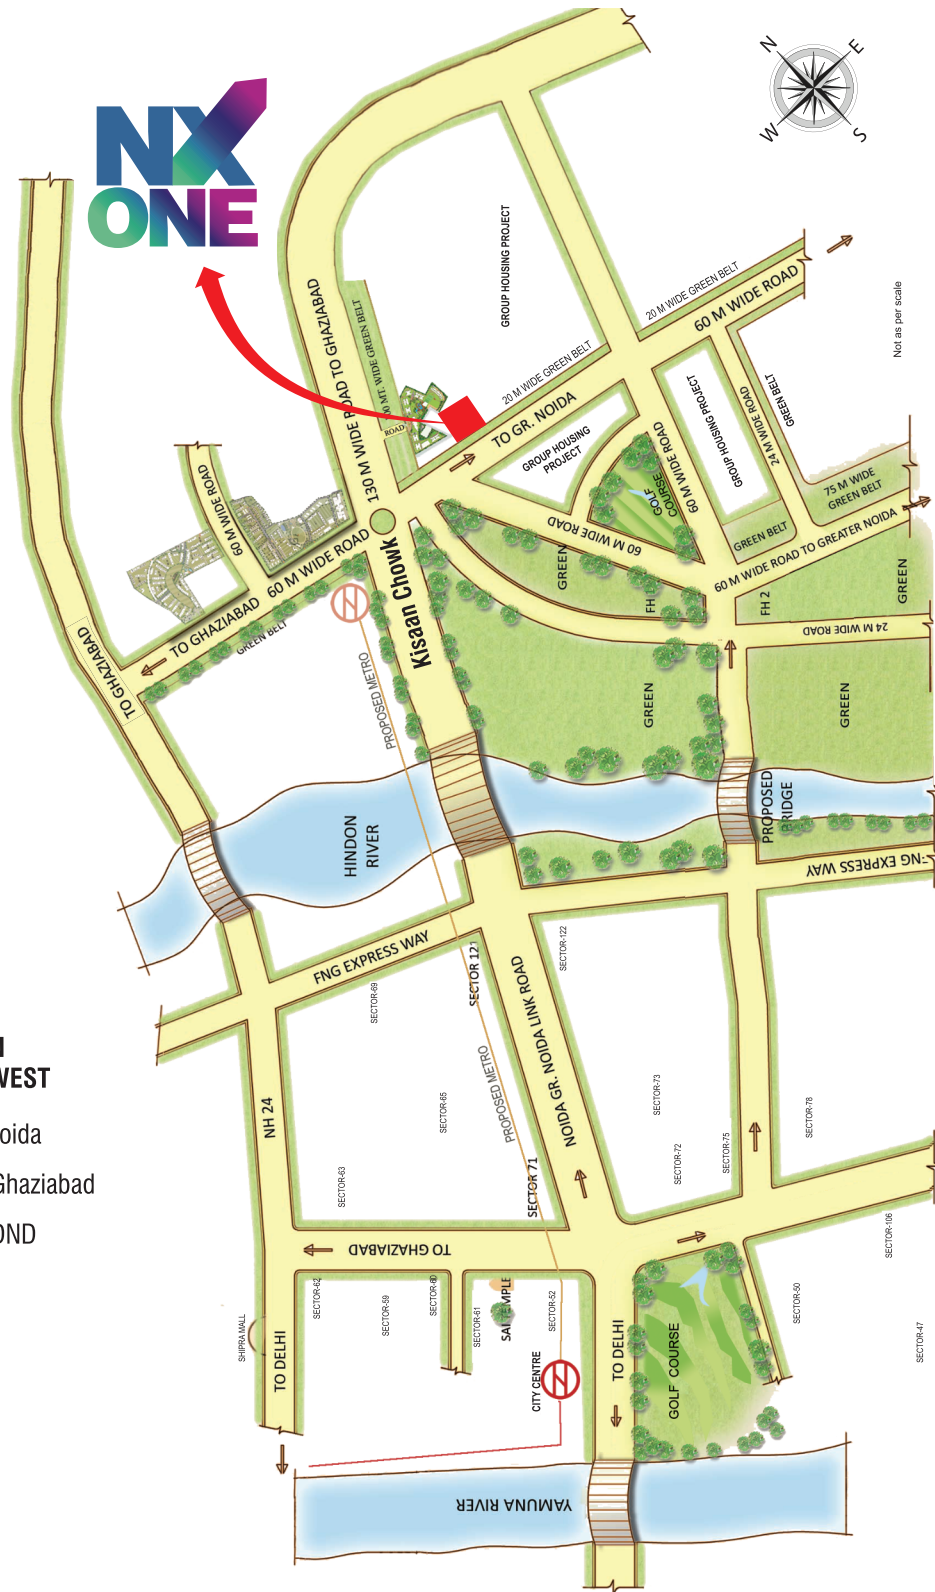 N
E
W
S
NX
ONE
GROUP HOUSING PROJECT
20 M WIDE GREEN BELT
60 M WIDE ROAD
Not as per scale
130 M WIDE ROAD TO GHAZIABAD
MT. WIDE GREEN BELT
ROAD
20 M WIDE GREEN BELT
TO GR. NOIDA
GROUP HOUSING
PROJECT
GROUP HOUSING PROJECT
24 M WIDE ROAD
GREEN BELT
60 M WIDE ROAD
GOLF
COURSE
60 M WIDE ROAD
75 M WIDE
GREEN BELT
GREEN BELT
60 M WIDE ROAD TO GREATER NOIDA
60 M WIDE ROAD
60 M WIDE ROAD
TO GHAZIABAD
GREEN BELT
TO GHAZIABAD
Kisaan Chowk
PROPOSED METRO
GREEN
FH
FH 2
GREEN
24 M WIDE ROAD
GREEN
GREEN
HINDON
RIVER
PROPOSED
BRIDGE
FNG EXPRESS WAY
FNG EXPRESS WAY
SECTOR 121
SECTOR-122
SECTOR-69
NOIDA GR. NOIDA LINK ROAD
PROPOSED METRO
WEST
oida
Ghaziabad
OND
NH 24
SECTOR-65
SECTOR-63
SECTOR 71
SECTOR-73
SECTOR-72
SECTOR-75
SECTOR-78
TO GHAZIABAD
SECTOR-106
SECTOR-62
SECTOR-59
SECTOR-60
SECTOR-61
SAI TEMPLE
SECTOR-52
SECTOR-50
SECTOR-47
SHIPRA MALL
TO DELHI
CITY CENTRE
TO DELHI
GOLF COURSE
YAMUNA RIVER